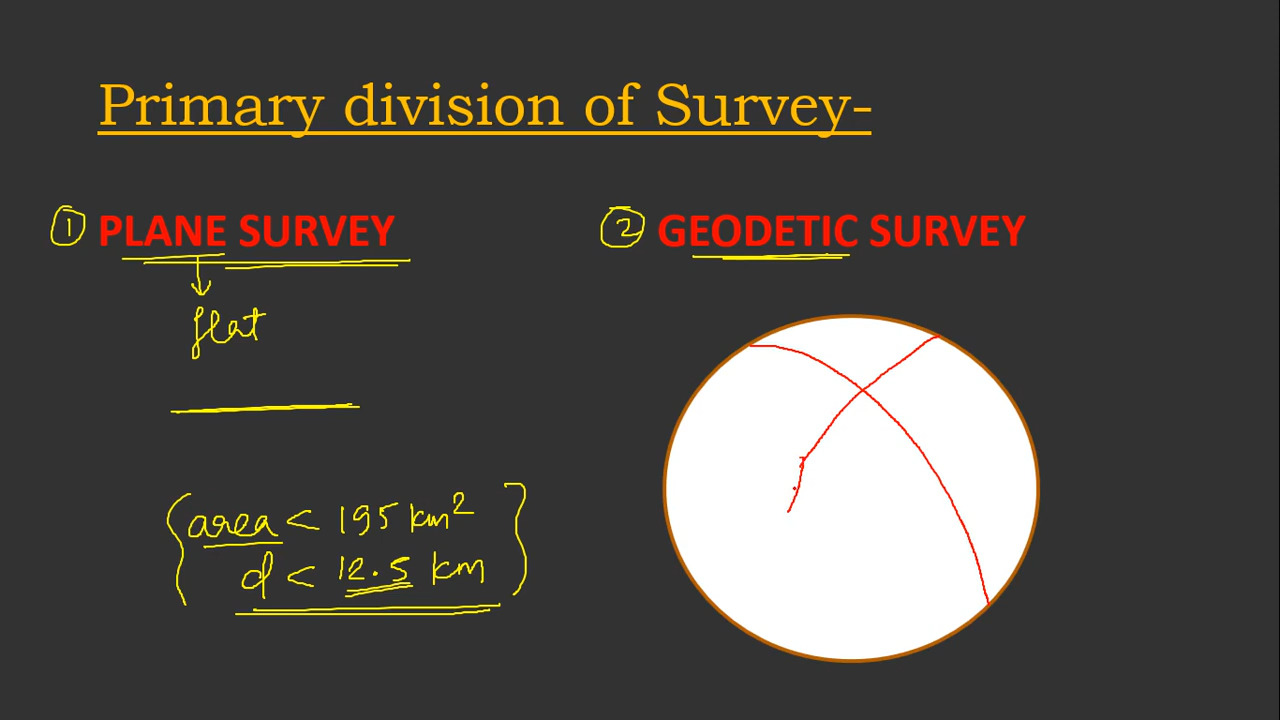 Primary division of Survey-
① PLANE SURVEY
flat
{area < 195 km²
d < 12.5 km}
② GEODETIC SURVEY